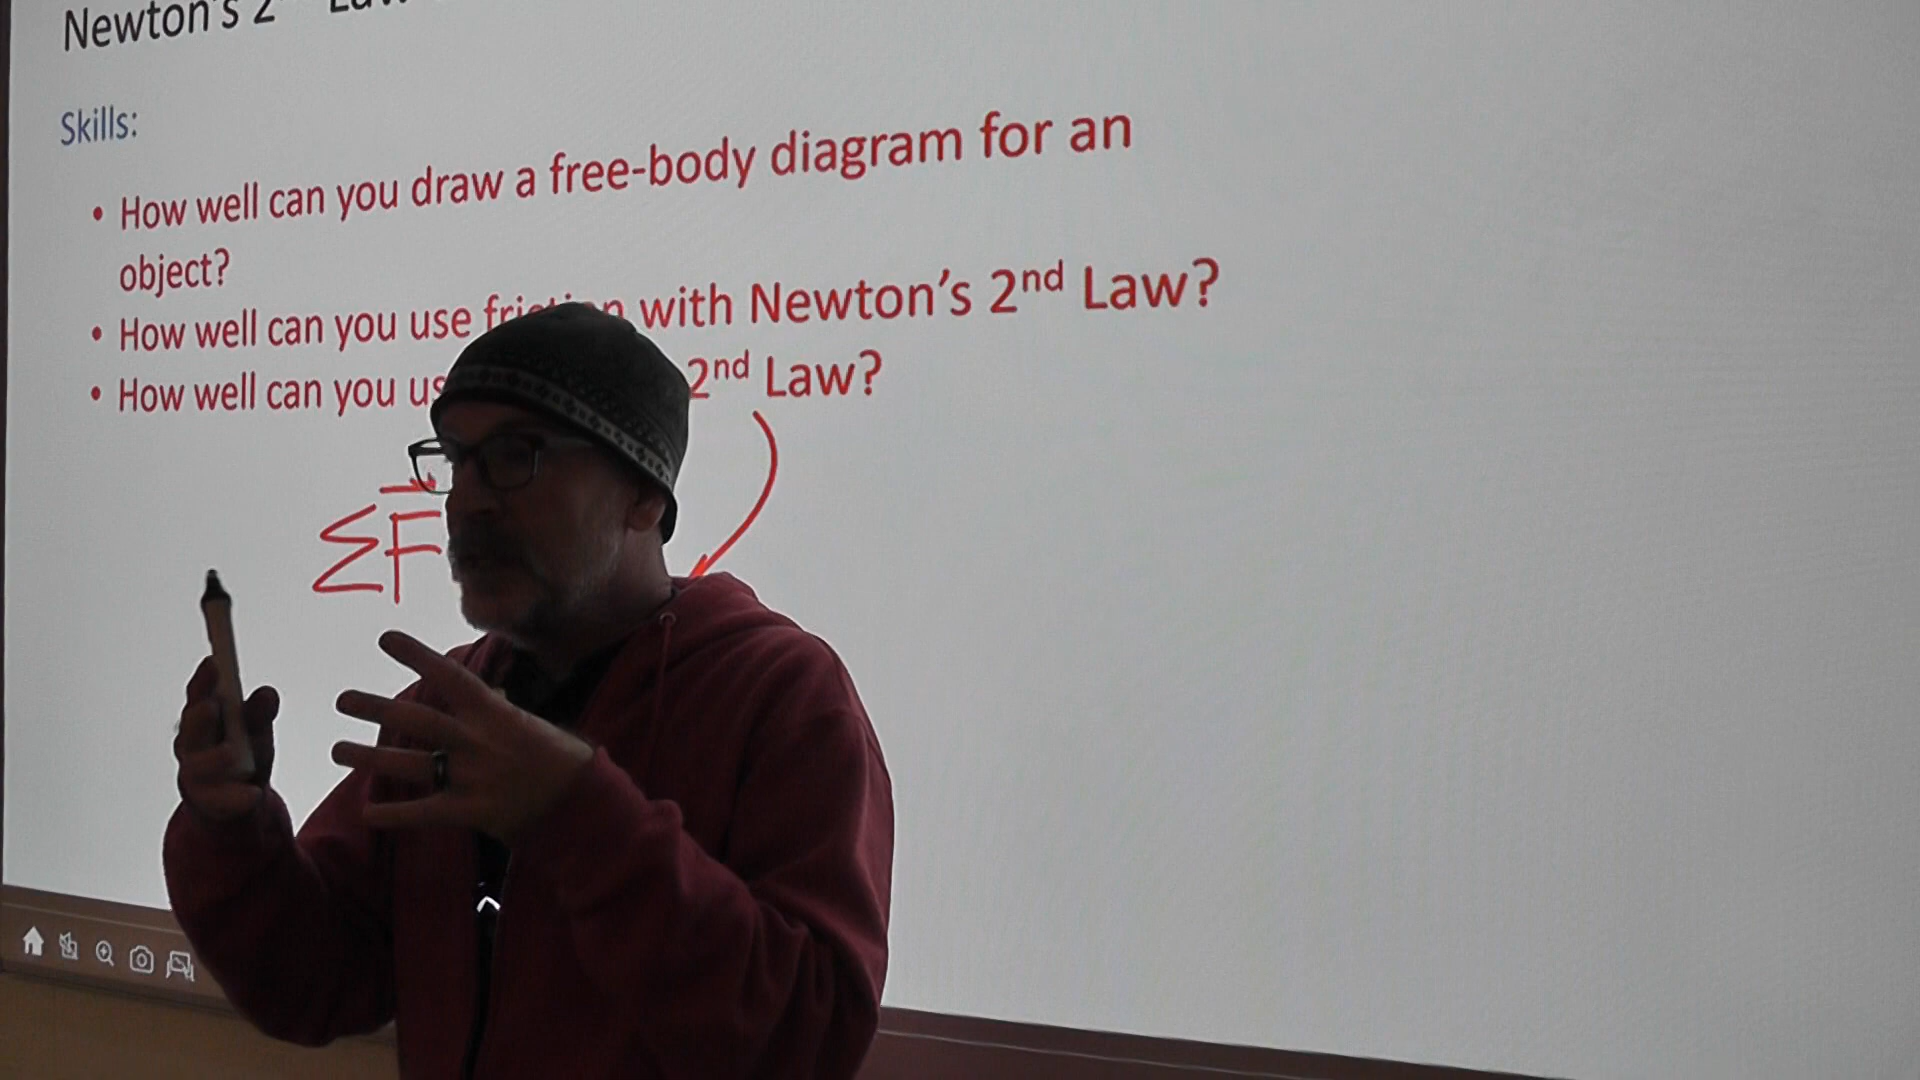 Newton's 2
Skills:
• How well can you draw a free-body diagram for an
object?
• How well can you use friction with Newton's 2nd Law?
• How well can you 2nd Law?
ΣF